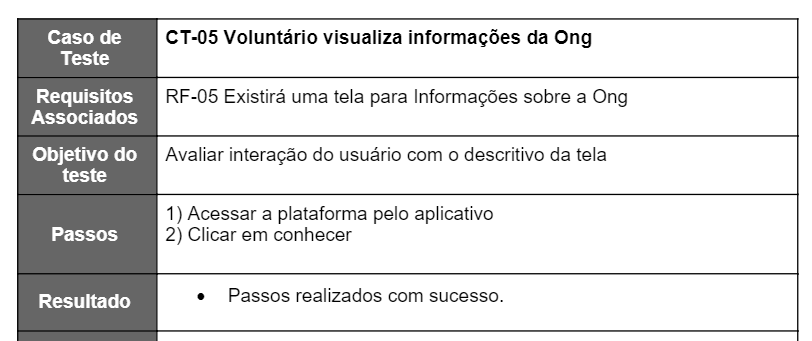 Caso de
Teste
CT-05 Voluntário visualiza informações da Ong
Requisitos
Associados
RF-05 Existirá uma tela para Informações sobre a Ong
Objetivo do
teste
Avaliar interação do usuário com o descritivo da tela
Passos
1) Acessar a plataforma pelo aplicativo
2) Clicar em conhecer
Resultado
• Passos realizados com sucesso.